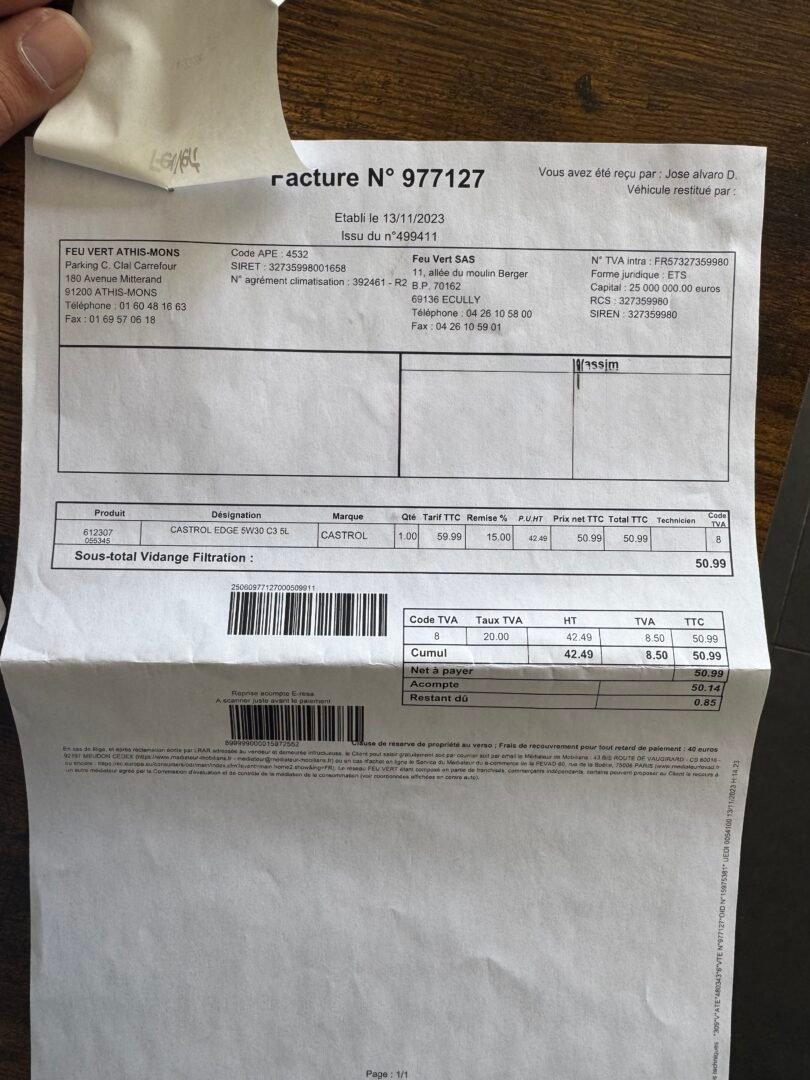 Facture N° 977127
Vous avez été reçu par : Jose alvaro D.
Véhicule restitué par :
Etabli le 13/11/2023
Issu du n°499411
FEU VERT ATHIS-MONS
Parking C. Clal Carrefour
180 Avenue Mitterrand
91200 ATHIS-MONS
Téléphone : 01 60 48 16 63
Fax : 01 69 57 06 18
Code APE : 4532
SIRET : 32735998001658
N° agrément climatisation : 392461 - R2
Feu Vert SAS
11, allée du moulin Berger
B.P. 70162
69136 ECULLY
Téléphone : 04 26 10 58 00
Fax : 04 26 10 59 01
N° TVA intra : FR57327359980
Forme juridique : ETS
Capital : 25 000 000.00 euros
RCS : 327359980
SIREN : 327359980
Produit Désignation Marque Qté Tarif TTC Remise % P.U.HT Prix net TTC Total TTC Technicien Code TVA
612307 CASTROL EDGE 5W30 C3 5L CASTROL 1.00 59.99 15.00 42.49 50.99 50.99 8
055345
Sous-total Vidange Filtration : 50.99
25060977127000509911
Code TVA Taux TVA HT TVA TTC
8 20.00 42.49 8.50 50.99
Cumul 42.49 8.50 50.99
Net à payer 50.99
Acompte 50.14
Restant dû 0.85
Reprise acompte E-resa
A scanner juste avant le paiement
899999000015972552
Clause de réserve de propriété au verso ; Frais de recouvrement pour tout retard de paiement : 40 euros
Page : 1/1